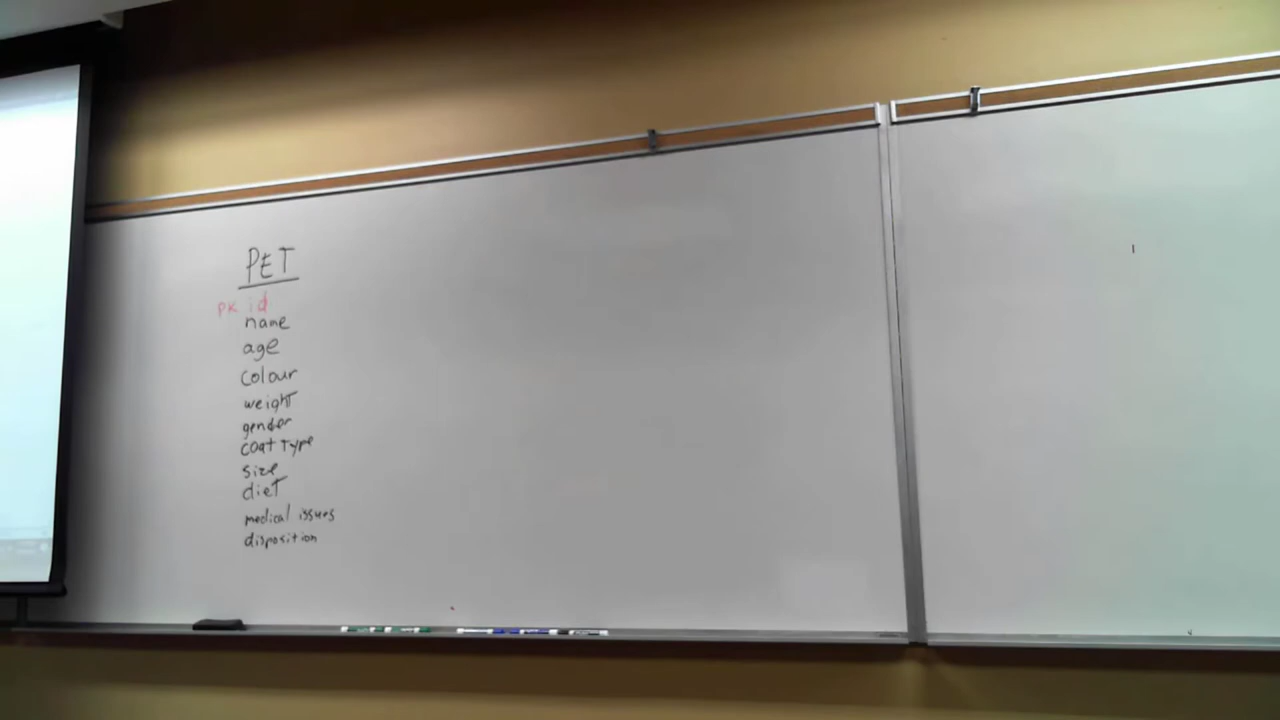 PET
PK id
name
age
colour
weight
gender
coat Type
size
dieT
medical issues
disposition